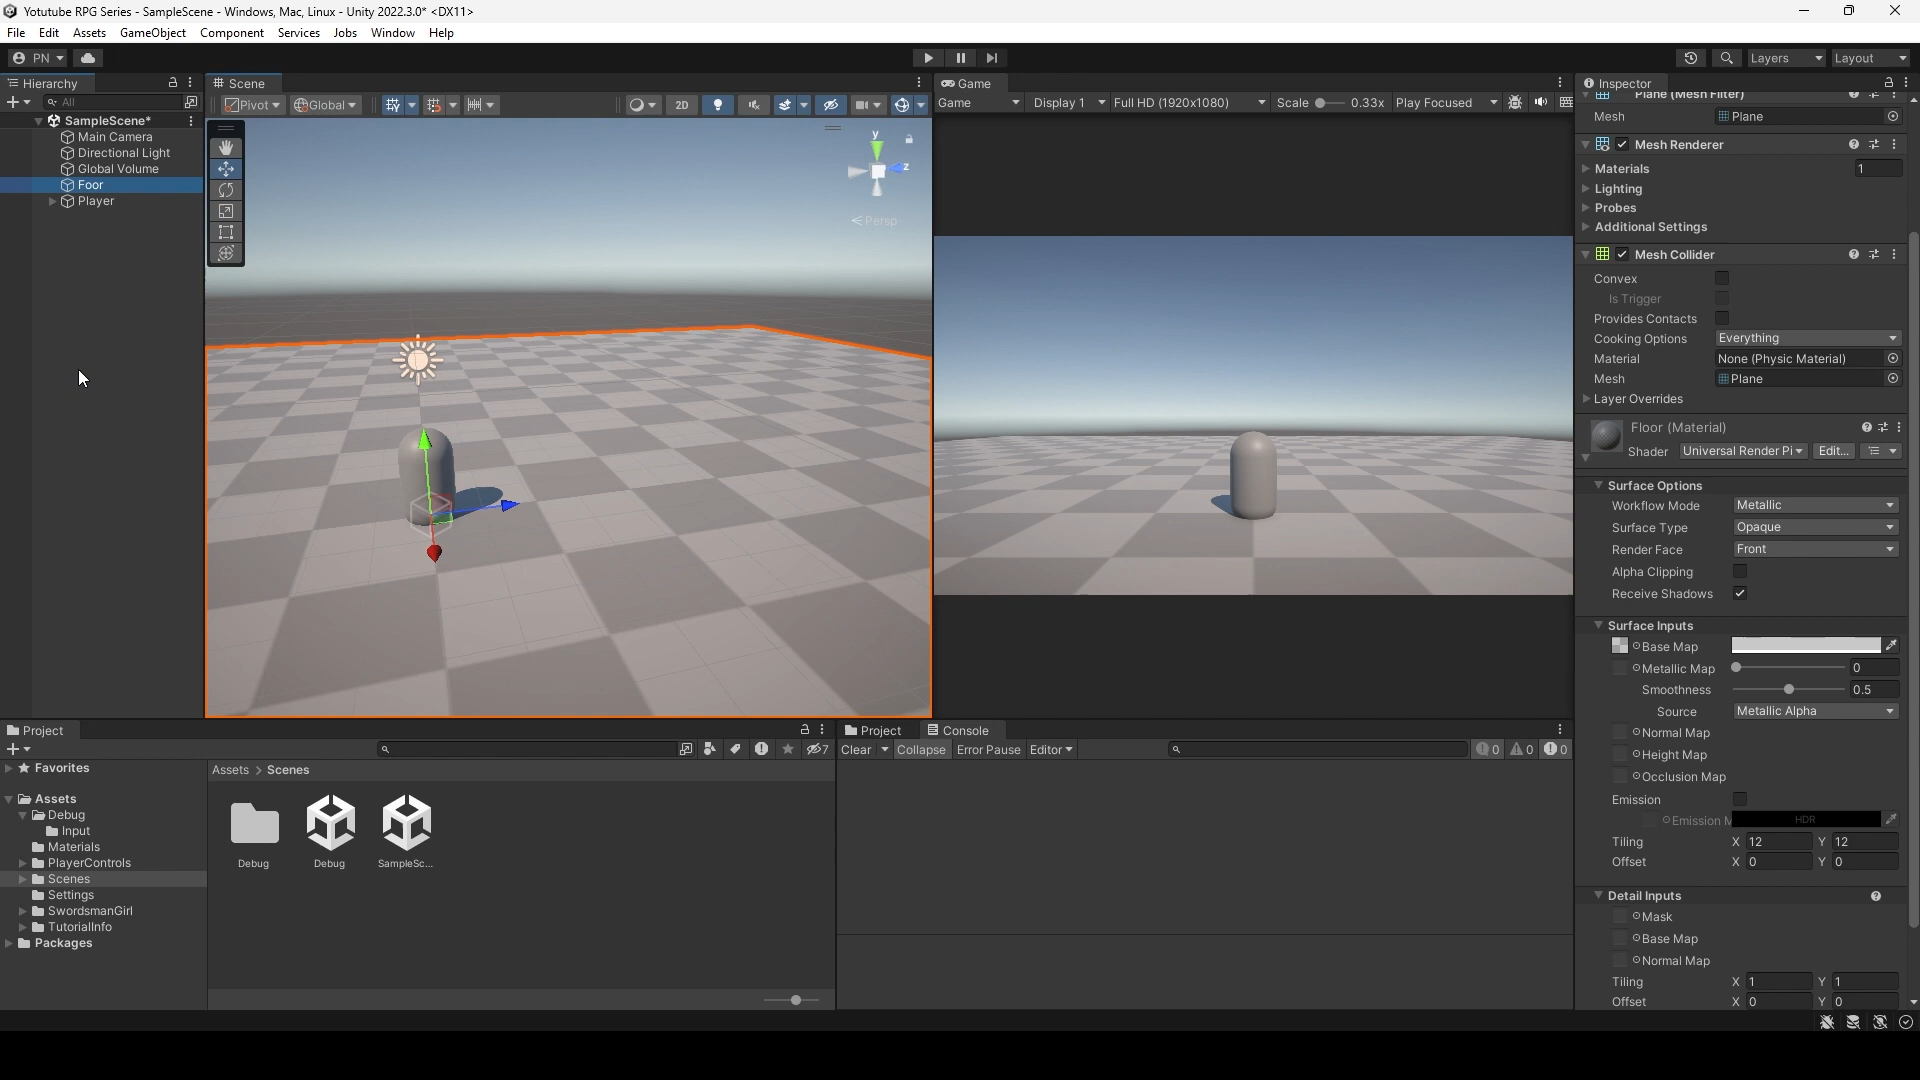 Yotutube RPG Series - SampleScene - Windows, Mac, Linux - Unity 2022.3.0* <DX11>
File Edit Assets GameObject Component Services Jobs Window Help
PN Layers Layout
Hierarchy
All
SampleScene*
Main Camera
Directional Light
Global Volume
Foor
Player
Scene
Pivot Global 2D
y
z
Persp
Game
Game Display 1 Full HD (1920x1080) Scale 0.33x Play Focused
Inspector
Plane (Mesh Filter)
Mesh Plane
Mesh Renderer
Materials 1
Lighting
Probes
Additional Settings
Mesh Collider
Convex
Is Trigger
Provides Contacts
Cooking Options Everything
Material None (Physic Material)
Mesh Plane
Layer Overrides
Floor (Material)
Shader Universal Render Pi Edit...
Surface Options
Workflow Mode Metallic
Surface Type Opaque
Render Face Front
Alpha Clipping
Receive Shadows
Surface Inputs
Base Map
Metallic Map 0
Smoothness 0.5
Source Metallic Alpha
Normal Map
Height Map
Occlusion Map
Emission
Emission M HDR
Tiling X 12 Y 12
Offset X 0 Y 0
Detail Inputs
Mask
Base Map
Normal Map
Tiling X 1 Y 1
Offset X 0 Y 0
Project
7
Favorites
Assets
Debug
Input
Materials
PlayerControls
Scenes
Settings
SwordsmanGirl
TutorialInfo
Packages
Assets > Scenes
Debug Debug SampleSc...
Project Console
Clear Collapse Error Pause Editor 0 0 0